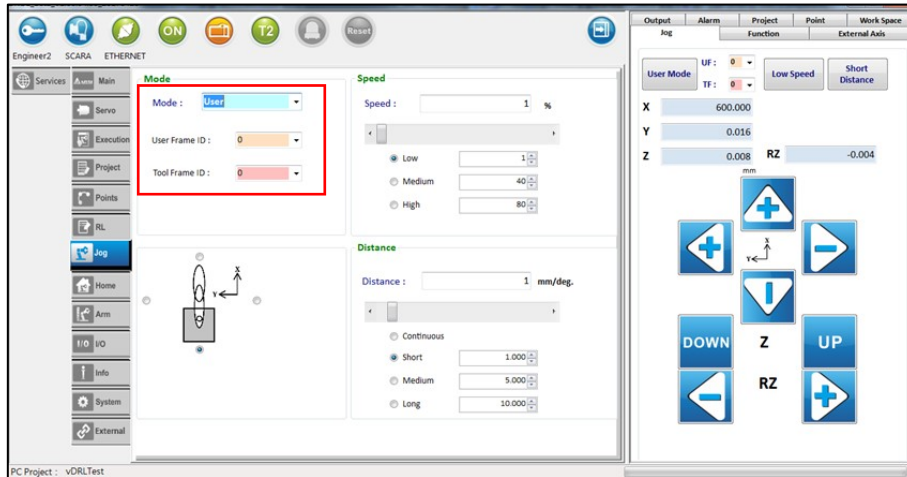 ON
T2
Reset
Engineer2 SCARA ETHERNET
Services
Main
Servo
Execution
Project
Points
RL
Jog
Home
Arm
I/O I/O
Info
System
External
Mode
Mode : User
User Frame ID : 0
Tool Frame ID : 0
Speed
Speed : 1 %
Low 1
Medium 40
High 80
X
Y
Distance
Distance : 1 mm/deg.
Continuous
Short 1.000
Medium 5.000
Long 10.000
Output Alarm Project Point Work Space
Jog Function External Axis
User Mode
UF : 0
TF : 0
Low Speed
Short Distance
X 600.000
Y 0.016
Z 0.008 RZ -0.004
mm
X
Y
DOWN Z UP
RZ
PC Project : vDRLTest